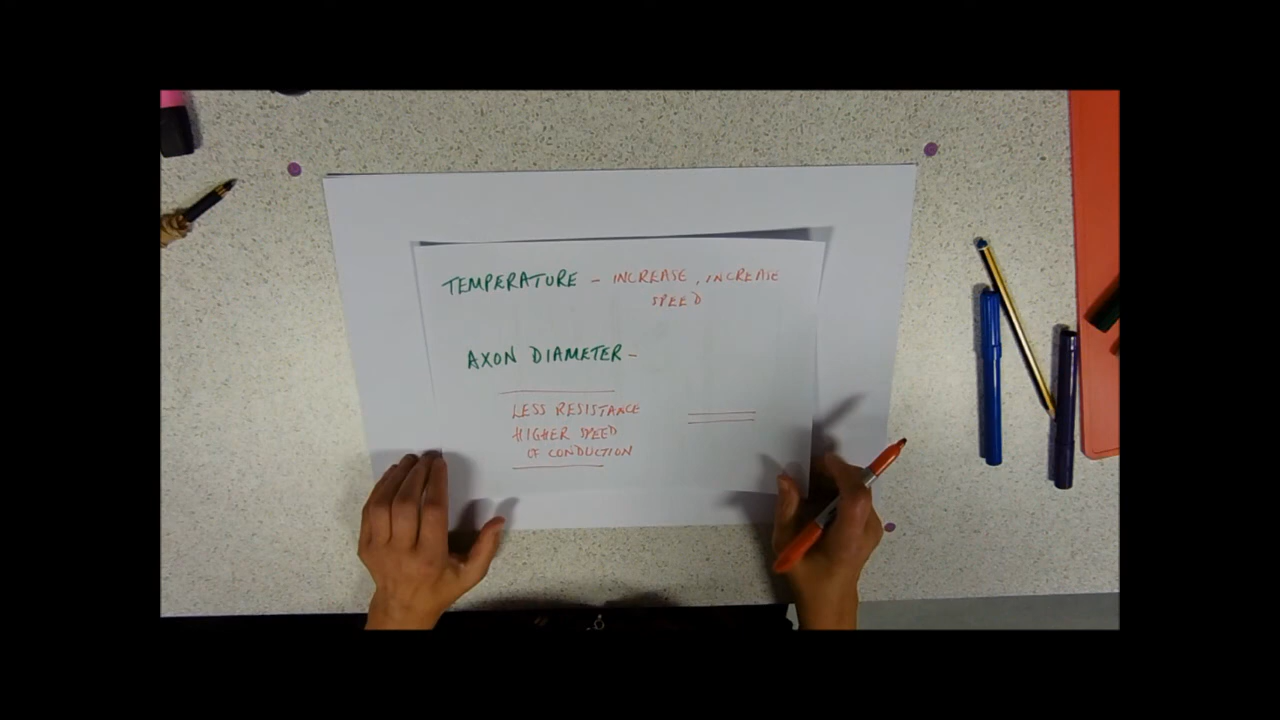 TEMPERATURE - INCREASE, INCREASE
SPEED
AXON DIAMETER -
LESS RESISTANCE
HIGHER SPEED
OF CONDUCTION